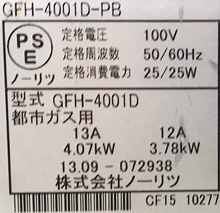 GFH-4001D-PB
PS
E
ノーリツ
定格電圧 100V
定格周波数 50/60Hz
定格消費電力 25/25W
型式 GFH-4001D
都市ガス用
13A 12A
4.07kW 3.78kW
13.09-072938
株式会社ノーリツ
CF15 10277